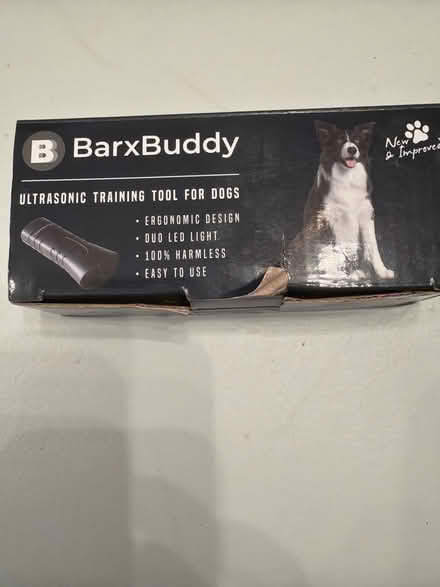 B BarxBuddy
New
& Improved
ULTRASONIC TRAINING TOOL FOR DOGS
• ERGONOMIC DESIGN
• DUO LED LIGHT
• 100% HARMLESS
• EASY TO USE